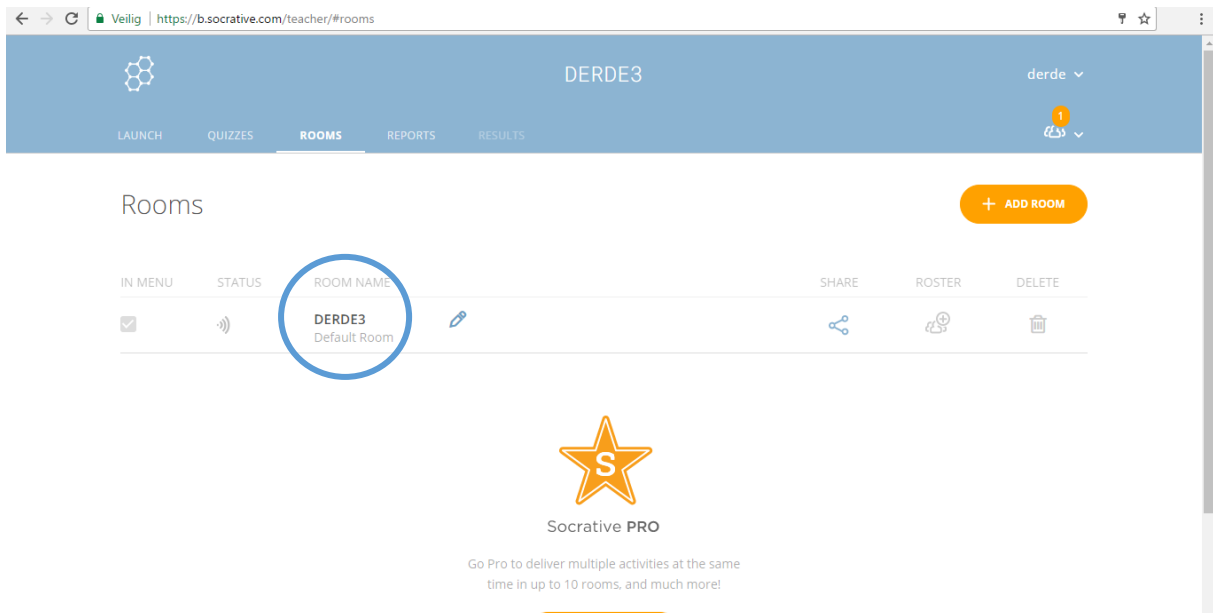 Veilig | https://b.socrative.com/teacher/#rooms
DERDE3
derde
LAUNCH QUIZZES ROOMS REPORTS RESULTS
1
Rooms
+ ADD ROOM
IN MENU STATUS ROOM NAME SHARE ROSTER DELETE
DERDE3
Default Room
S
Socrative PRO
Go Pro to deliver multiple activities at the same
time in up to 10 rooms, and much more!